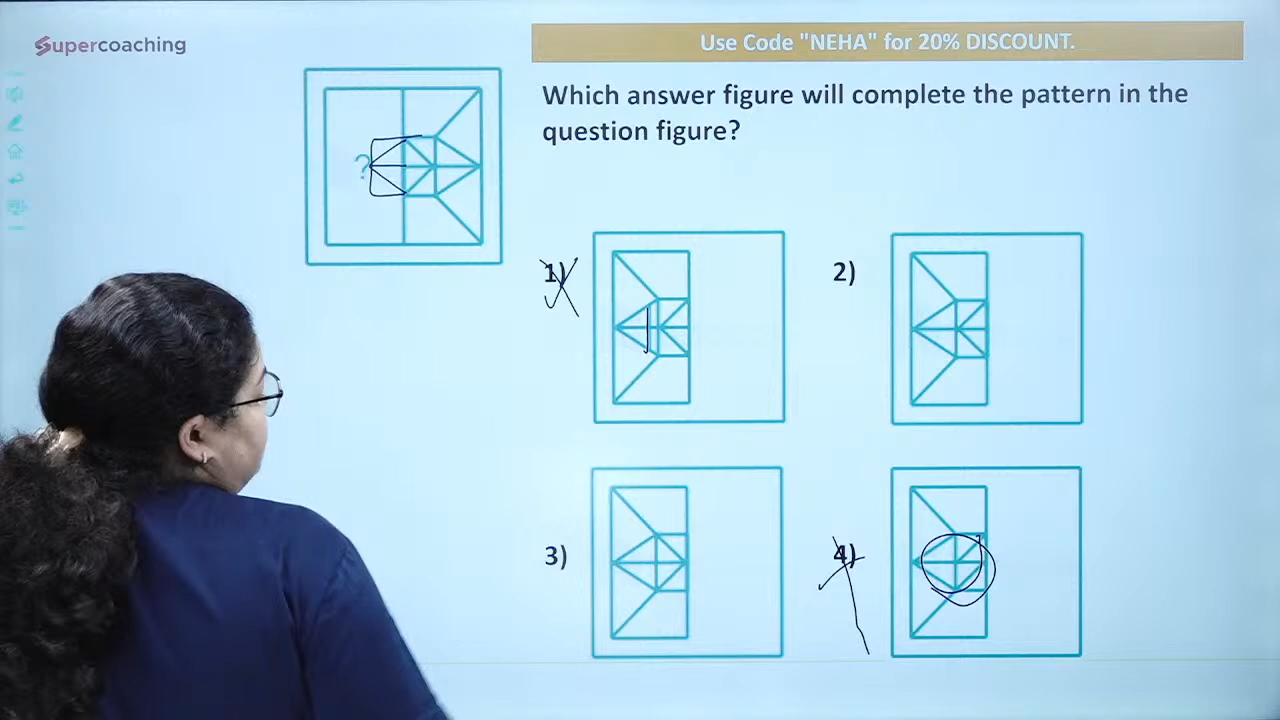 Supercoaching
Use Code "NEHA" for 20% DISCOUNT.
Which answer figure will complete the pattern in the
question figure?
?
1)
2)
3)
4)